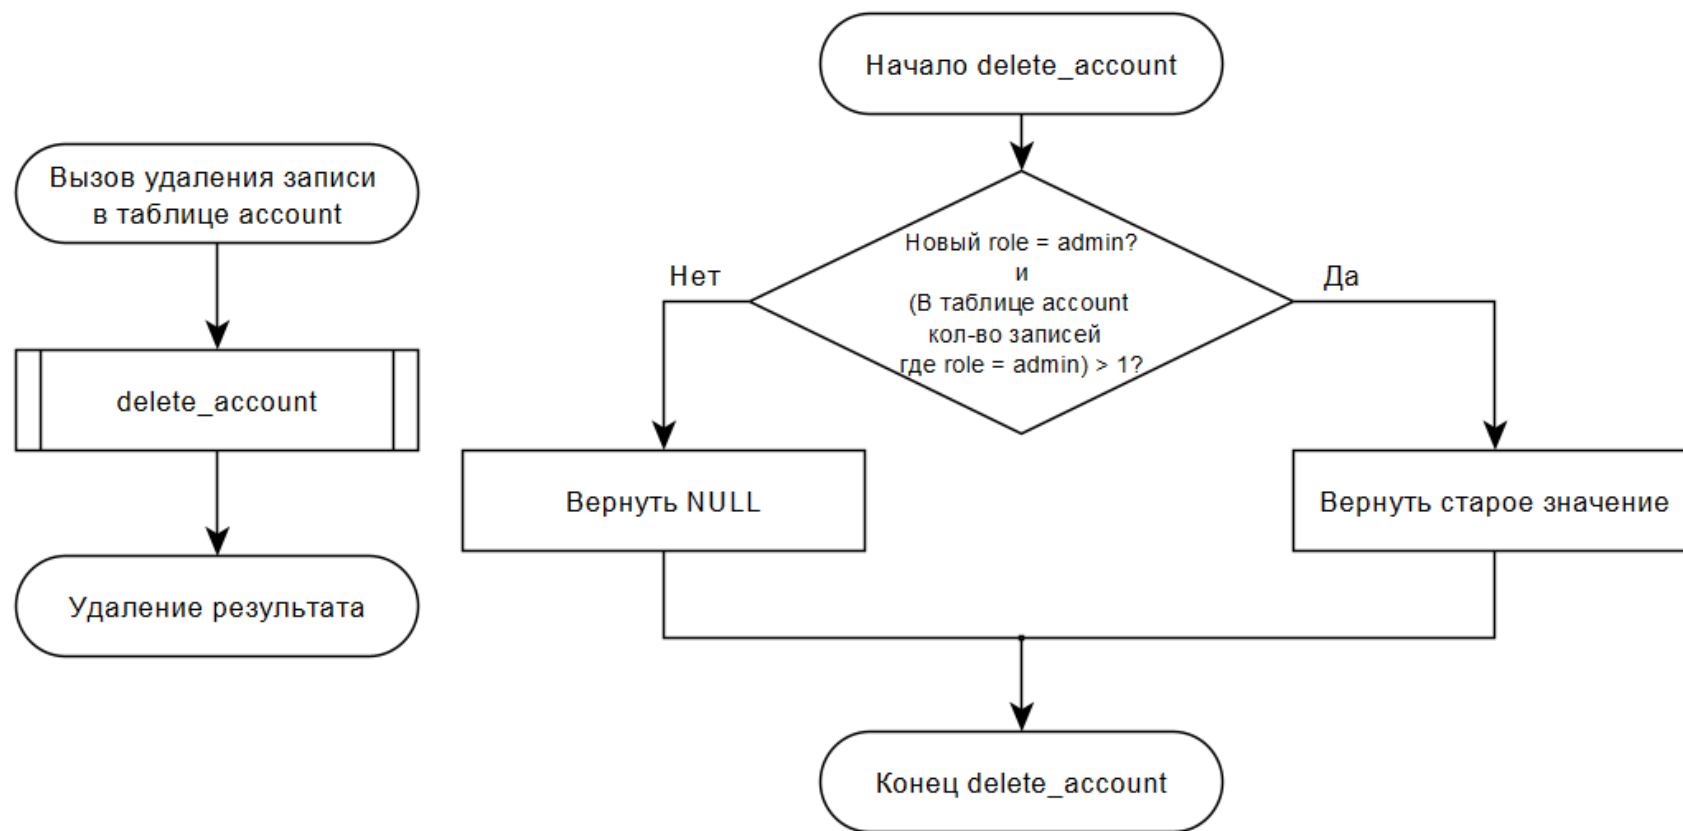 Вызов удаления записи
в таблице account
delete_account
Удаление результата
Начало delete_account
Новый role = admin?
и
(В таблице account
кол-во записей
где role = admin) > 1?
Нет
Да
Вернуть NULL
Вернуть старое значение
Конец delete_account